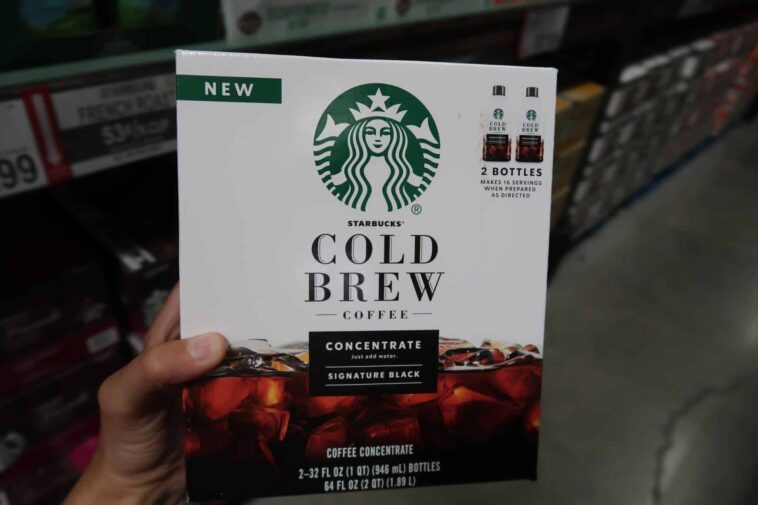 NEW
STARBUCKS®
COLD
BREW
COFFEE
CONCENTRATE
Just add water.
SIGNATURE BLACK
COFFEE CONCENTRATE
2–32 FL OZ (1 QT) (946 mL) BOTTLES
64 FL OZ (2 QT) (1.89 L)
COLD BREW
COLD BREW
2 BOTTLES
MAKES 16 SERVINGS
WHEN PREPARED
AS DIRECTED
FRENCH ROAST
99